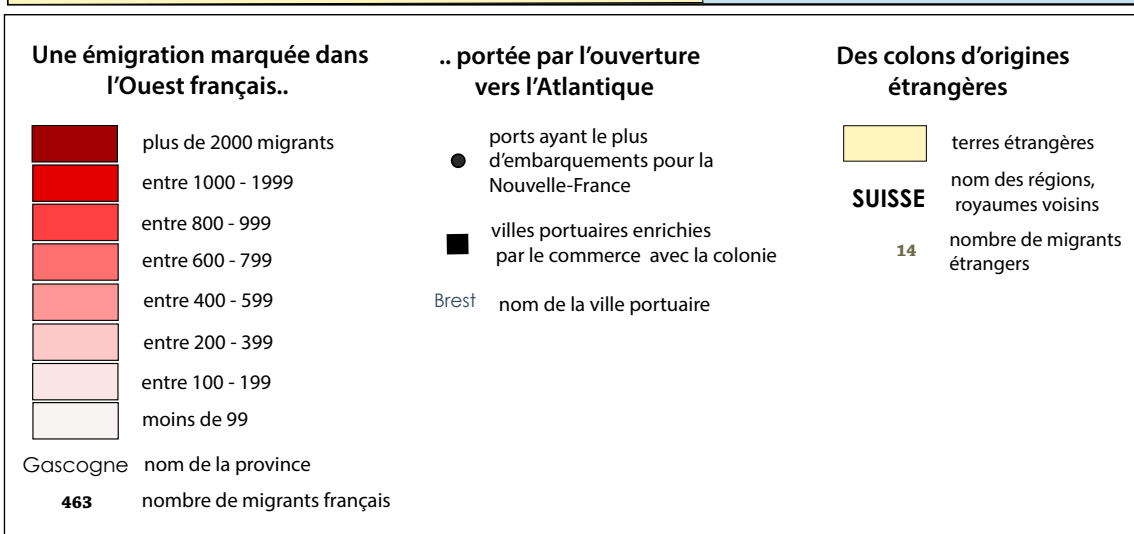 Une émigration marquée dans
l'Ouest français..
plus de 2000 migrants
entre 1000 - 1999
entre 800 - 999
entre 600 - 799
entre 400 - 599
entre 200 - 399
entre 100 - 199
moins de 99
Gascogne nom de la province
463 nombre de migrants français
.. portée par l'ouverture
vers l'Atlantique
ports ayant le plus
d'embarquements pour la
Nouvelle-France
villes portuaires enrichies
par le commerce avec la colonie
Brest nom de la ville portuaire
Des colons d'origines
étrangères
terres étrangères
SUISSE nom des régions,
royaumes voisins
14 nombre de migrants
étrangers